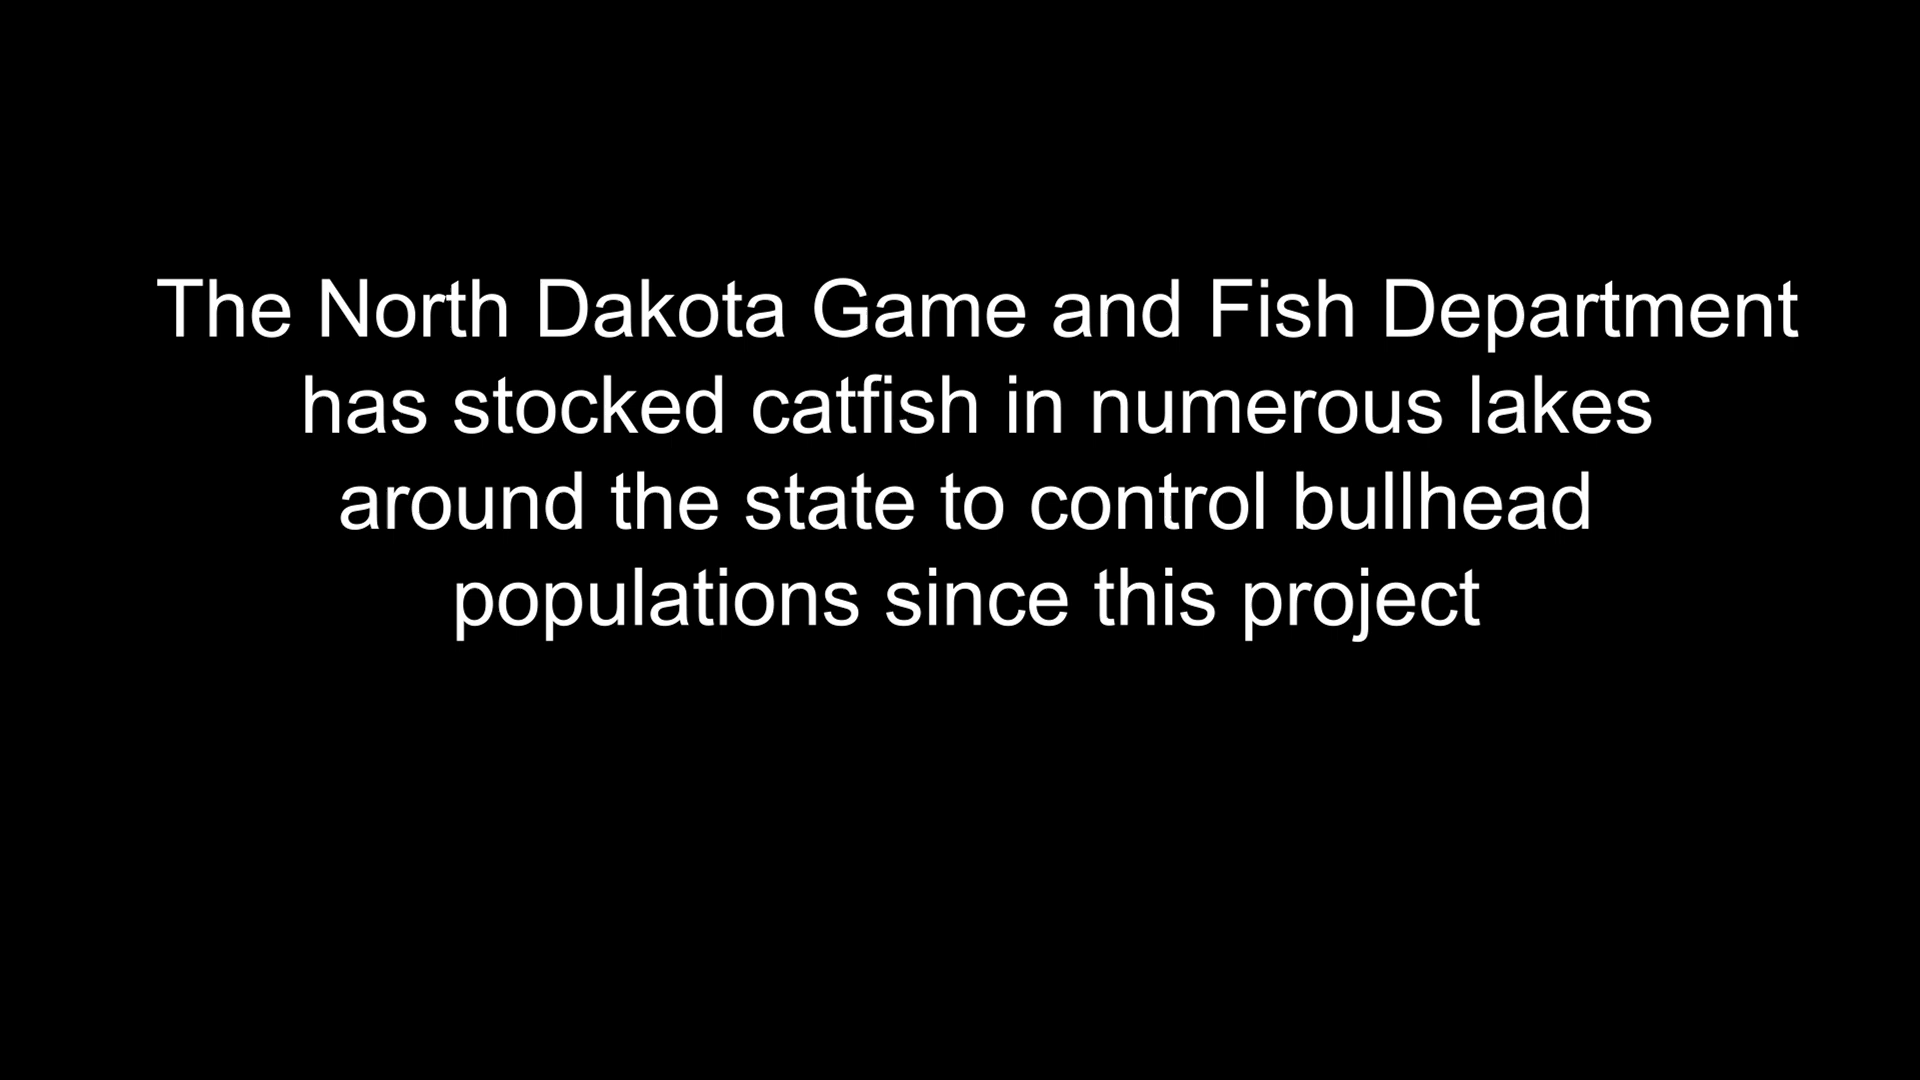 The North Dakota Game and Fish Department
has stocked catfish in numerous lakes
around the state to control bullhead
populations since this project